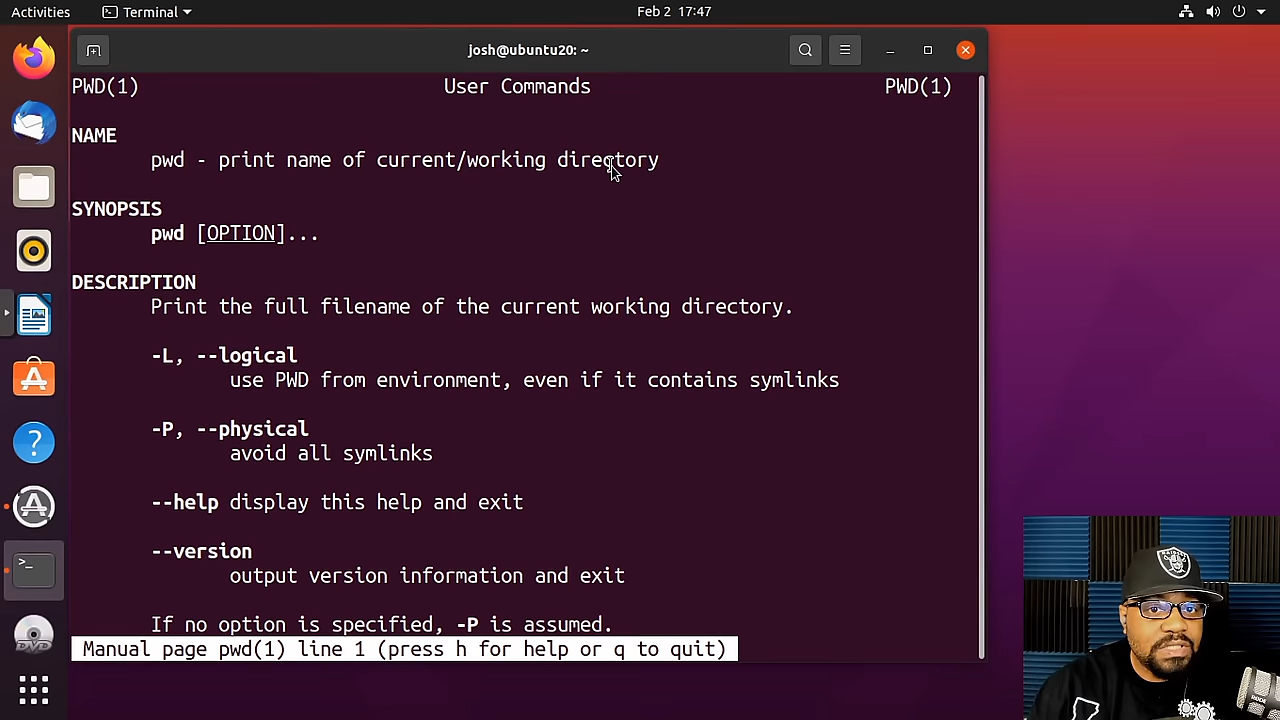 Activities
Terminal
Feb 2 17:47
josh@ubuntu20: ~
PWD(1) User Commands PWD(1)
NAME
pwd - print name of current/working directory
SYNOPSIS
pwd [OPTION]...
DESCRIPTION
Print the full filename of the current working directory.
-L, --logical
use PWD from environment, even if it contains symlinks
-P, --physical
avoid all symlinks
--help display this help and exit
--version
output version information and exit
If no option is specified, -P is assumed.
Manual page pwd(1) line 1 (press h for help or q to quit)